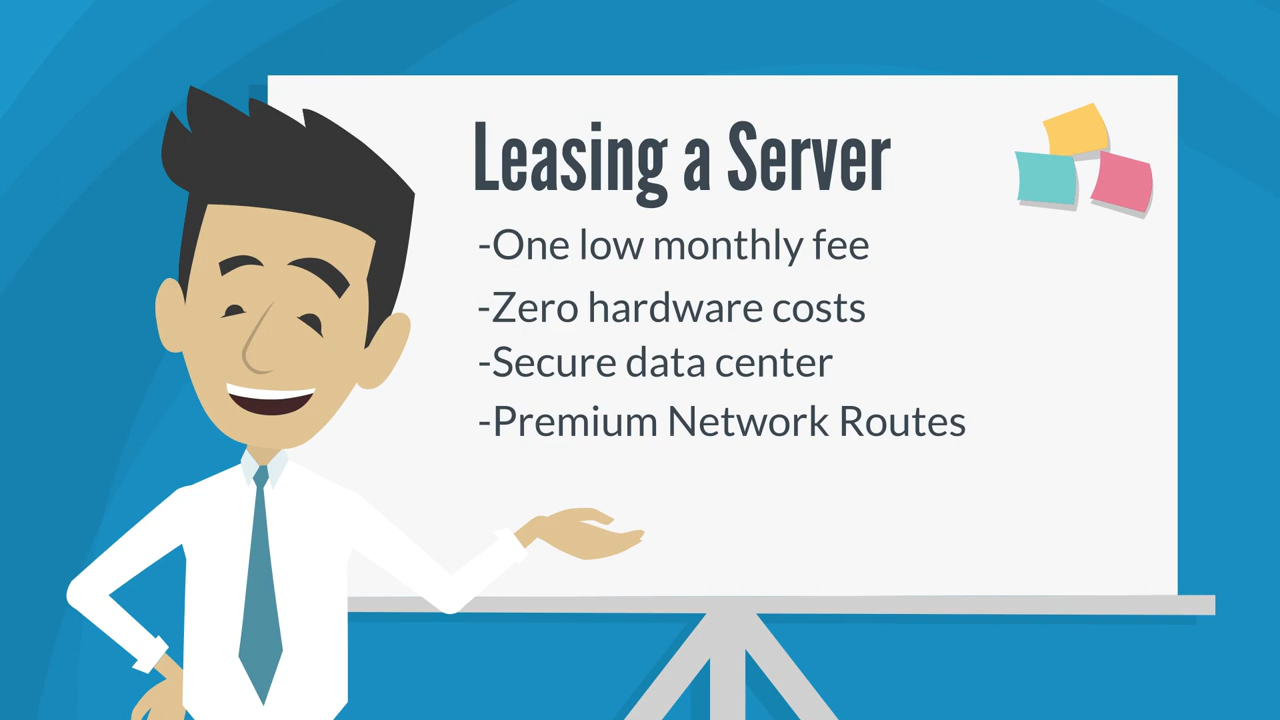 Leasing a Server
-One low monthly fee
-Zero hardware costs
-Secure data center
-Premium Network Routes